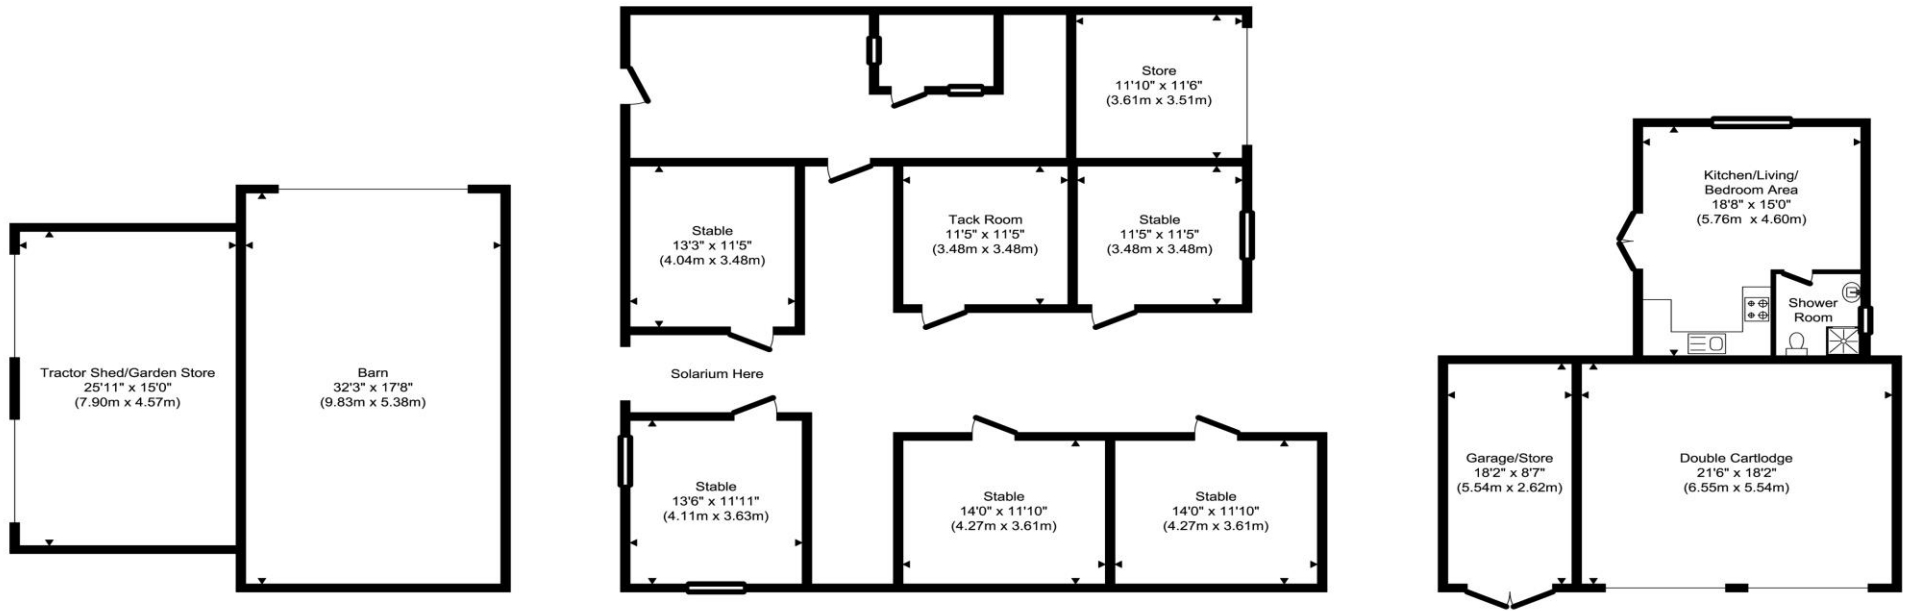 Tractor Shed/Garden Store
25'11" x 15'0"
(7.90m x 4.57m)
Barn
32'3" x 17'8"
(9.83m x 5.38m)
Store
11'10" x 11'6"
(3.61m x 3.51m)
Stable
13'3" x 11'5"
(4.04m x 3.48m)
Tack Room
11'5" x 11'5"
(3.48m x 3.48m)
Stable
11'5" x 11'5"
(3.48m x 3.48m)
Solarium Here
Stable
13'6" x 11'11"
(4.11m x 3.63m)
Stable
14'0" x 11'10"
(4.27m x 3.61m)
Stable
14'0" x 11'10"
(4.27m x 3.61m)
Kitchen/Living/
Bedroom Area
18'8" x 15'0"
(5.76m x 4.60m)
Shower
Room
Garage/Store
18'2" x 8'7"
(5.54m x 2.62m)
Double Cartlodge
21'6" x 18'2"
(6.55m x 5.54m)